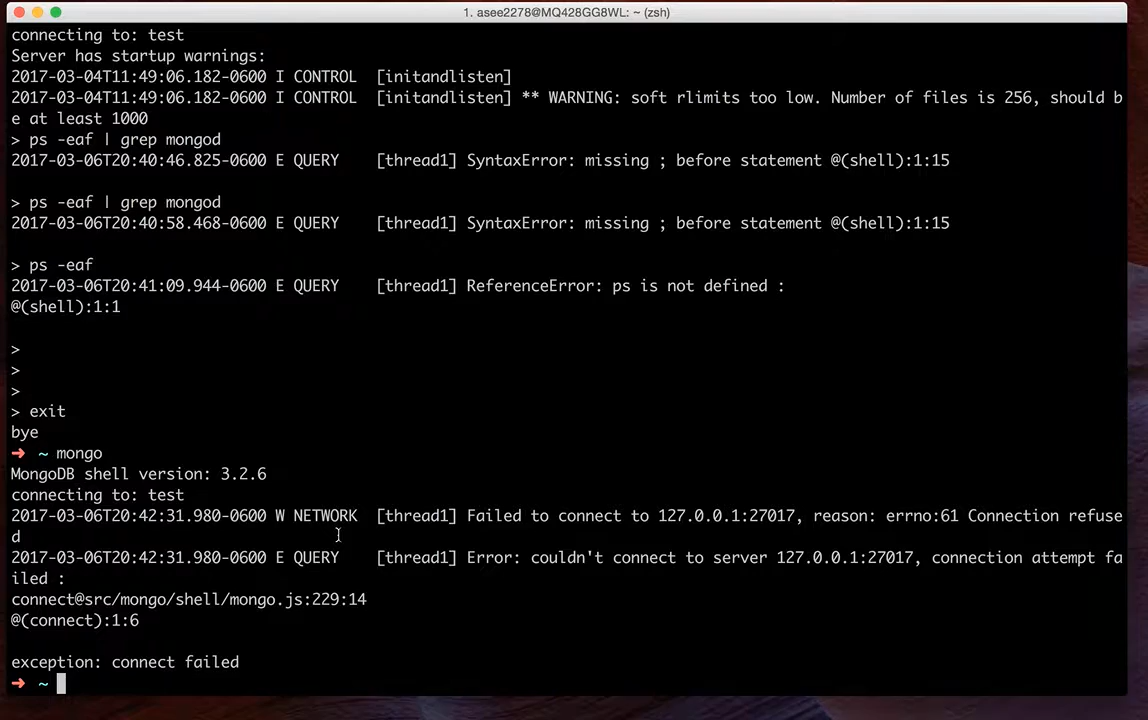 1. asee2278@MQ428GG8WL: ~ (zsh)
connecting to: test
Server has startup warnings:
2017-03-04T11:49:06.182-0600 I CONTROL  [initandlisten]
2017-03-04T11:49:06.182-0600 I CONTROL  [initandlisten] ** WARNING: soft rlimits too low. Number of files is 256, should b
e at least 1000
> ps -eaf | grep mongod
2017-03-06T20:40:46.825-0600 E QUERY    [thread1] SyntaxError: missing ; before statement @(shell):1:15
> ps -eaf | grep mongod
2017-03-06T20:40:58.468-0600 E QUERY    [thread1] SyntaxError: missing ; before statement @(shell):1:15
> ps -eaf
2017-03-06T20:41:09.944-0600 E QUERY    [thread1] ReferenceError: ps is not defined :
@(shell):1:1
>
>
>
> exit
bye
➜ ~ mongo
MongoDB shell version: 3.2.6
connecting to: test
2017-03-06T20:42:31.980-0600 W NETWORK  [thread1] Failed to connect to 127.0.0.1:27017, reason: errno:61 Connection refuse
d
2017-03-06T20:42:31.980-0600 E QUERY    [thread1] Error: couldn't connect to server 127.0.0.1:27017, connection attempt fa
iled :
connect@src/mongo/shell/mongo.js:229:14
@(connect):1:6
exception: connect failed
➜ ~